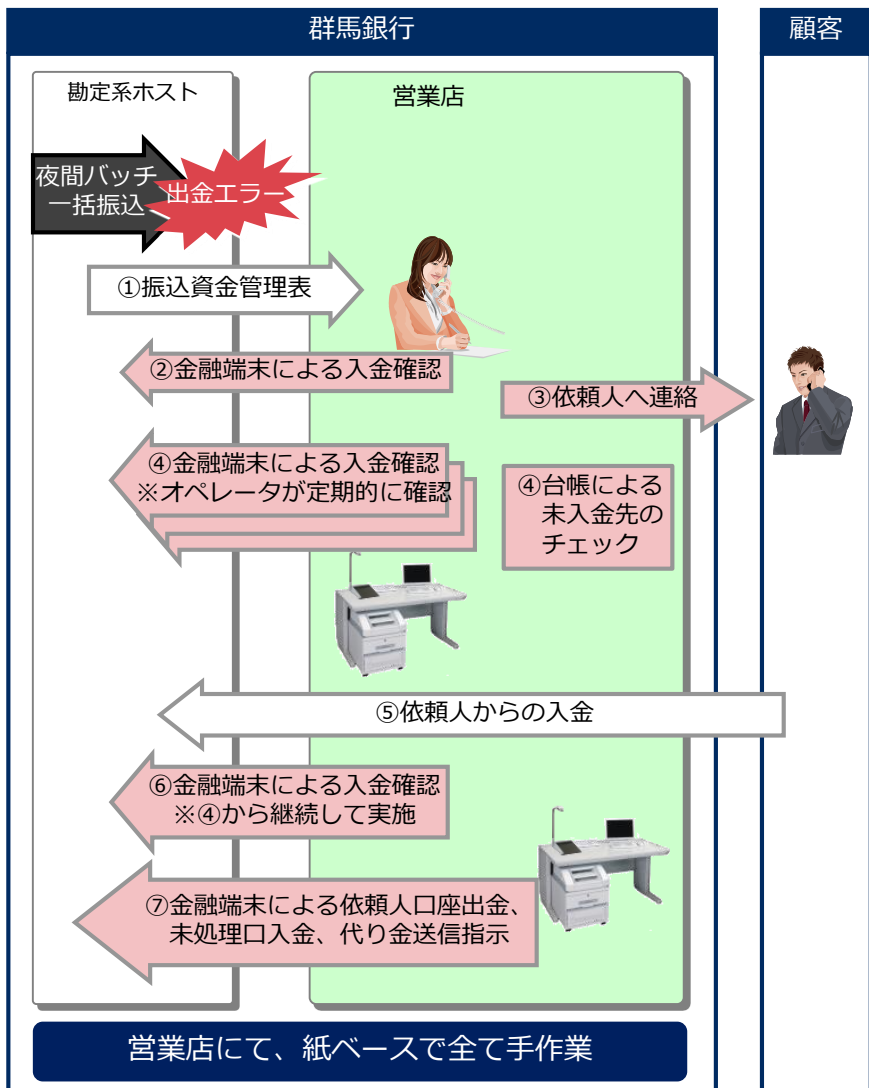 群馬銀行
顧客
勘定系ホスト
営業店
夜間バッチ
一括振込
出金エラー
①振込資金管理表
②金融端末による入金確認
③依頼人へ連絡
④金融端末による入金確認
※オペレータが定期的に確認
④台帳による
未入金先の
チェック
⑤依頼人からの入金
⑥金融端末による入金確認
※④から継続して実施
⑦金融端末による依頼人口座出金、
未処理口入金、代り金送信指示
営業店にて、紙ベースで全て手作業